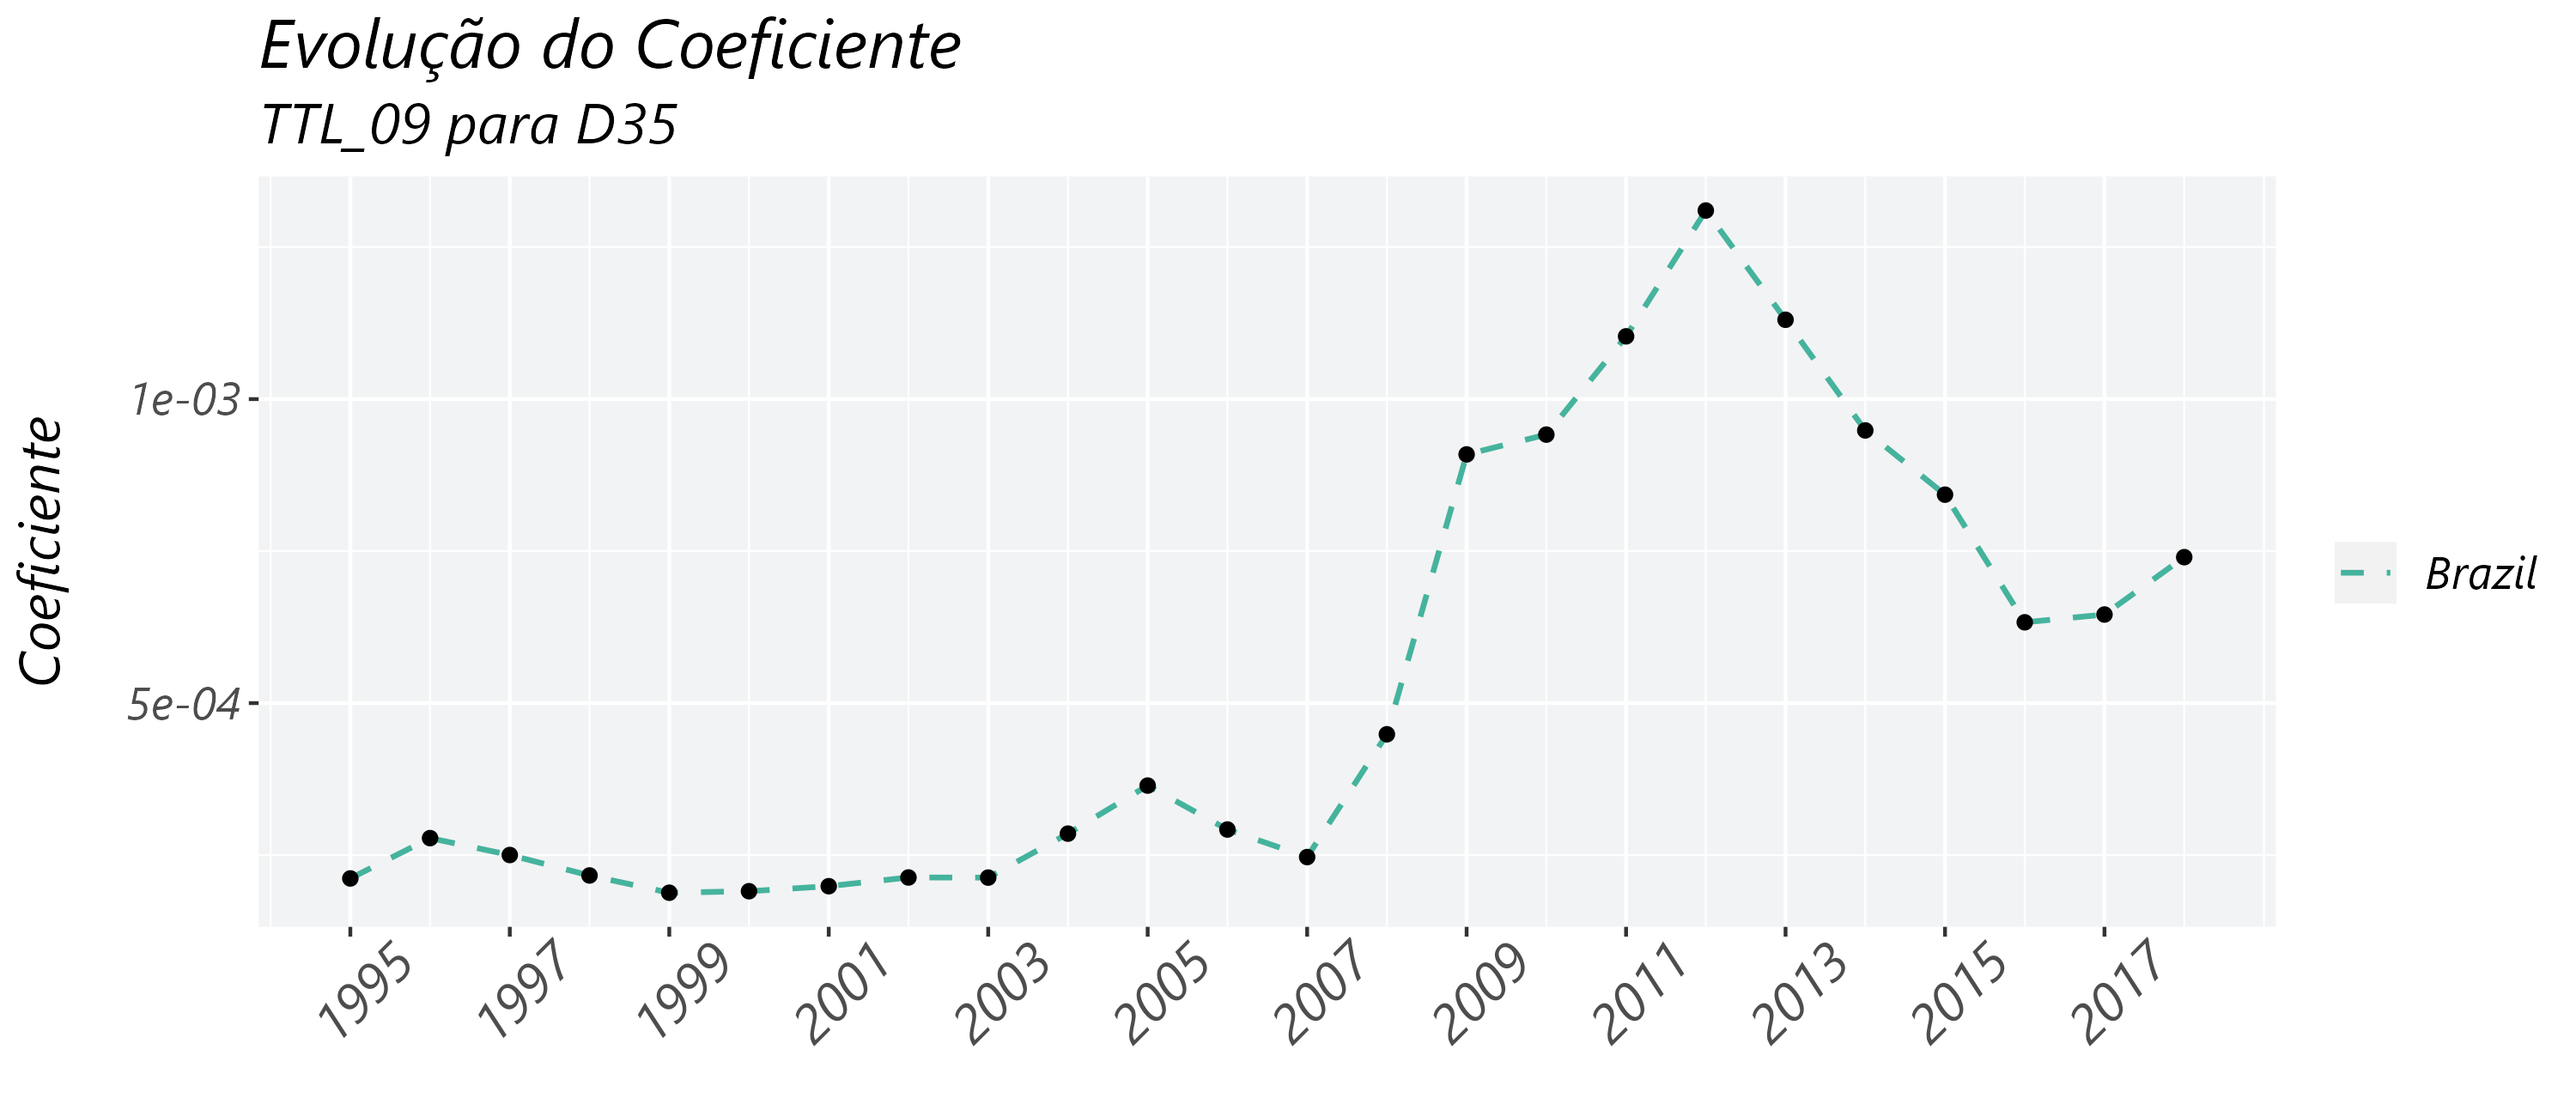 Evolução do Coeficiente
TTL_09 para D35
Coeficiente
1e-03
5e-04
1995
1997
1999
2001
2003
2005
2007
2009
2011
2013
2015
2017
Brazil